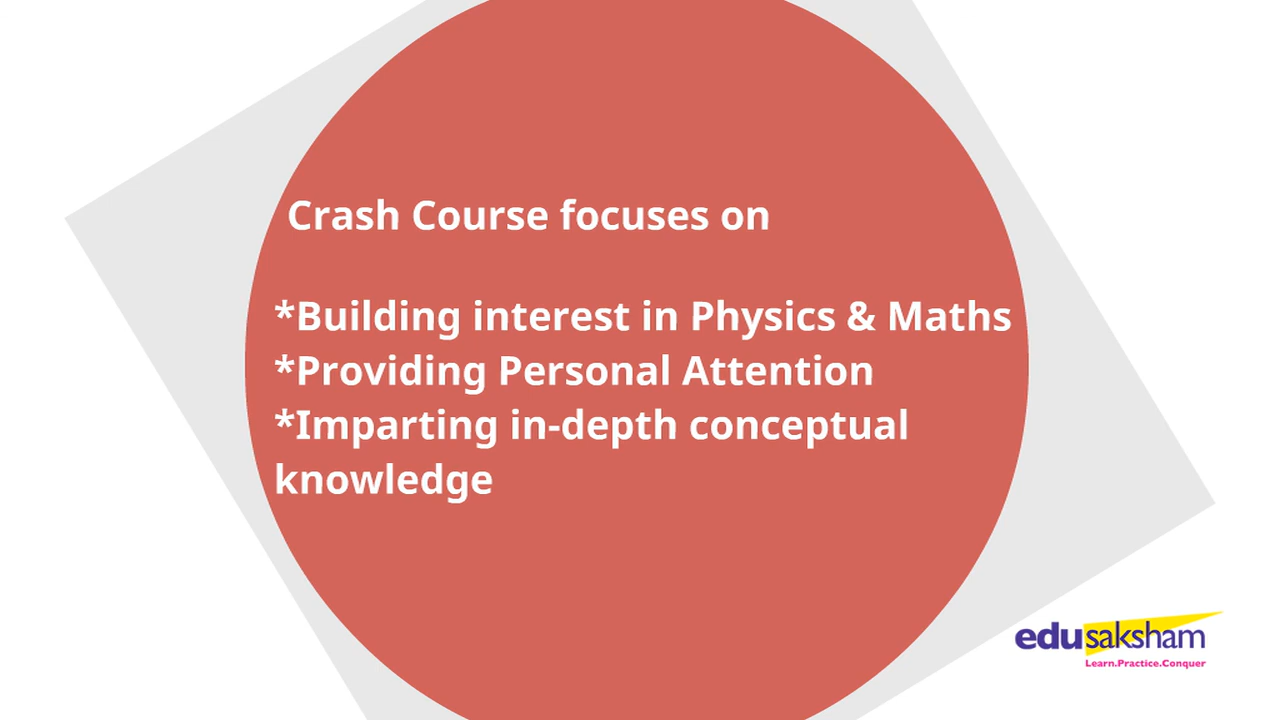 Crash Course focuses on
*Building interest in Physics & Maths
*Providing Personal Attention
*Imparting in-depth conceptual
knowledge
edusaksham
Learn.Practice.Conquer